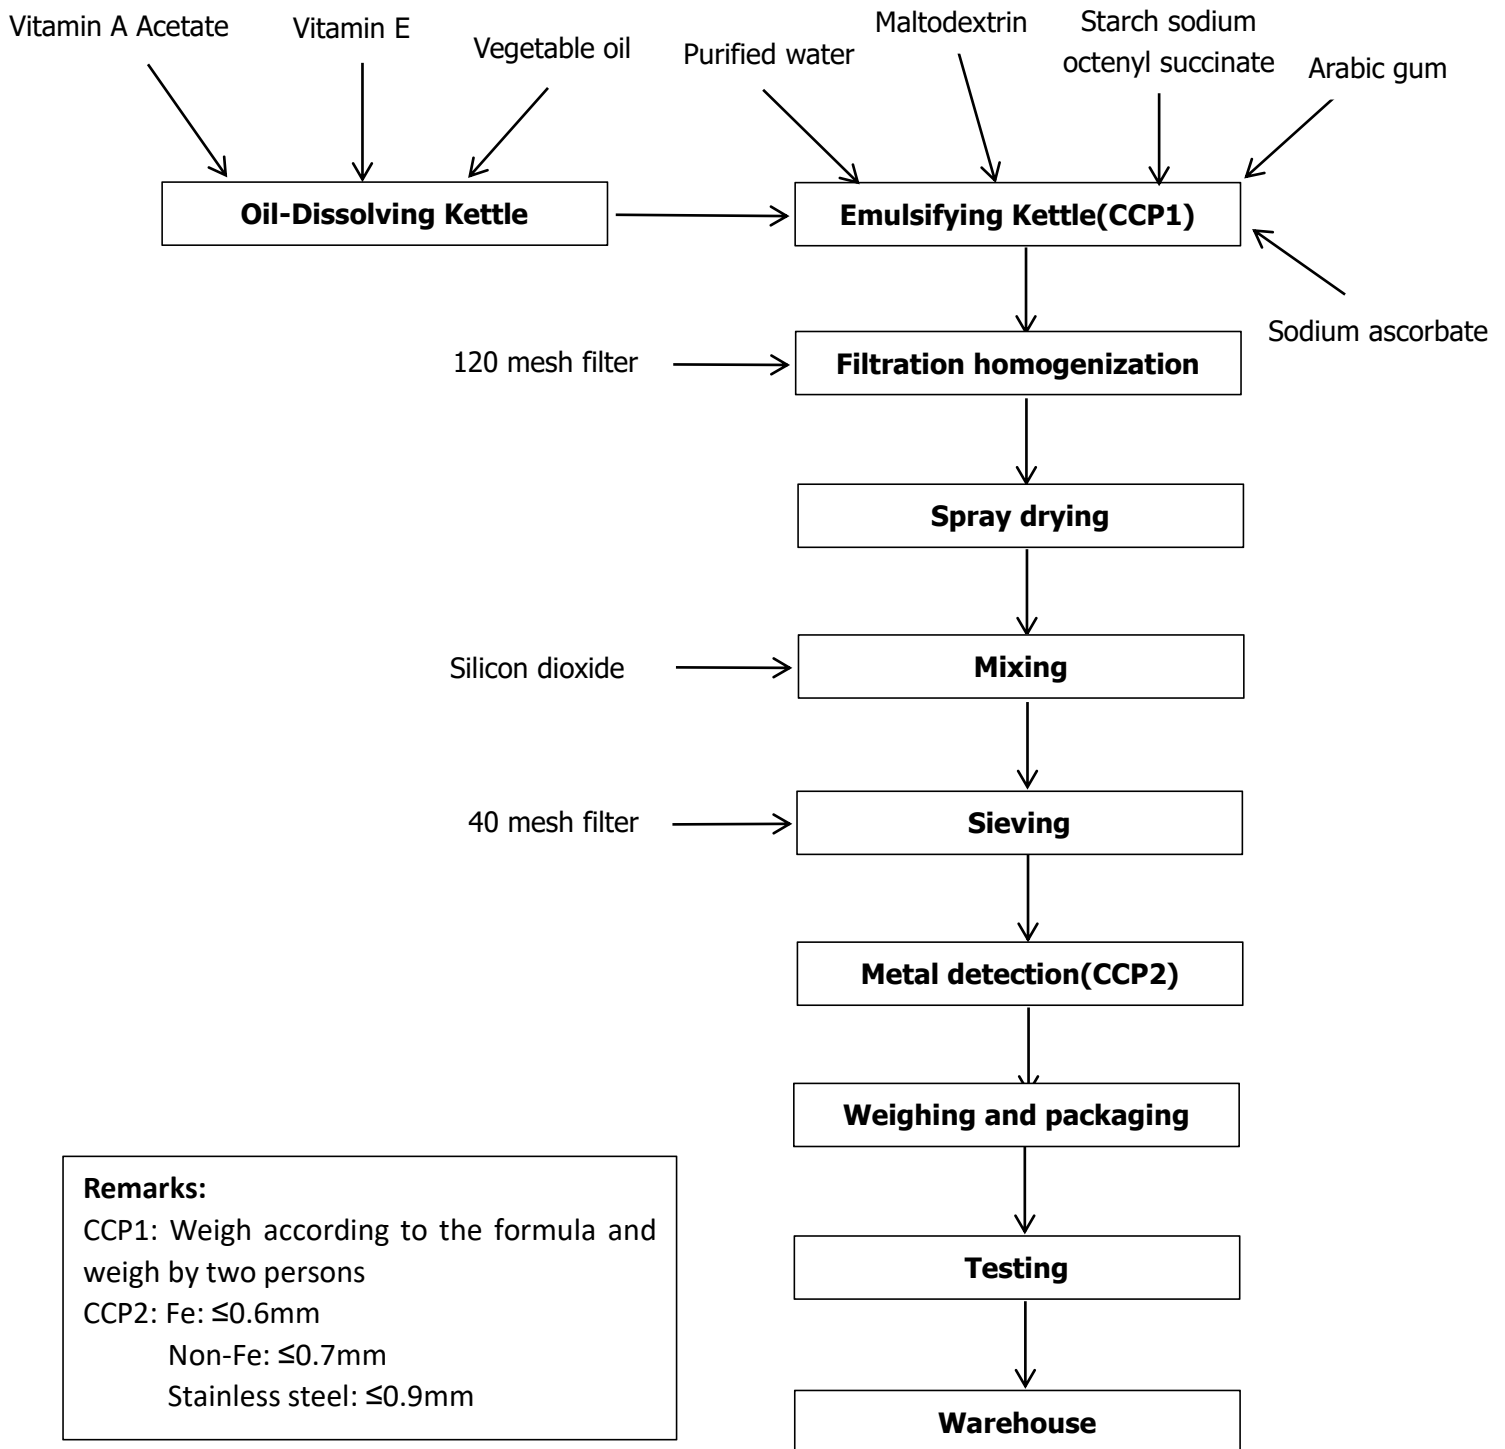 Vitamin A Acetate
Vitamin E
Vegetable oil
Purified water
Maltodextrin
Starch sodium
octenyl succinate
Arabic gum
Oil-Dissolving Kettle
Emulsifying Kettle(CCP1)
Sodium ascorbate
120 mesh filter
Filtration homogenization
Spray drying
Silicon dioxide
Mixing
40 mesh filter
Sieving
Metal detection(CCP2)
Weighing and packaging
Testing
Warehouse
Remarks:
CCP1: Weigh according to the formula and
weigh by two persons
CCP2: Fe: ≤0.6mm
Non-Fe: ≤0.7mm
Stainless steel: ≤0.9mm